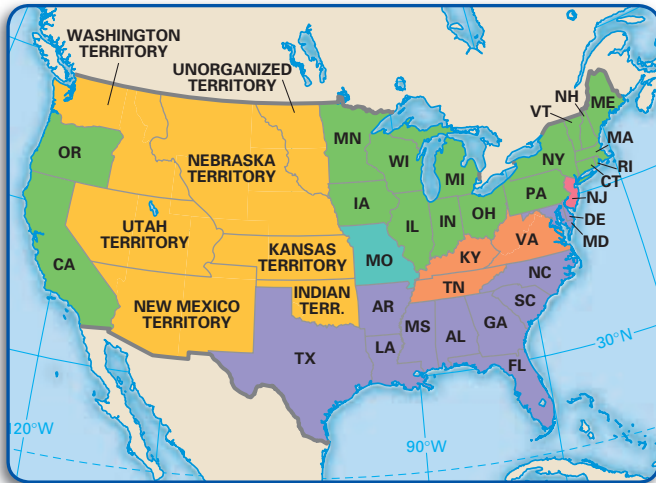 WASHINGTON
TERRITORY
UNORGANIZED
TERRITORY
NH
VT
ME
MN
OR
WI
MI
NY
MA
RI
CT
NEBRASKA
TERRITORY
IA
PA
NJ
IL
IN
OH
DE
MD
UTAH
TERRITORY
KANSAS
TERRITORY
MO
KY
VA
CA
NEW MEXICO
TERRITORY
INDIAN
TERR.
TN
NC
AR
SC
MS
AL
GA
TX
LA
FL
30°N
120°W
90°W